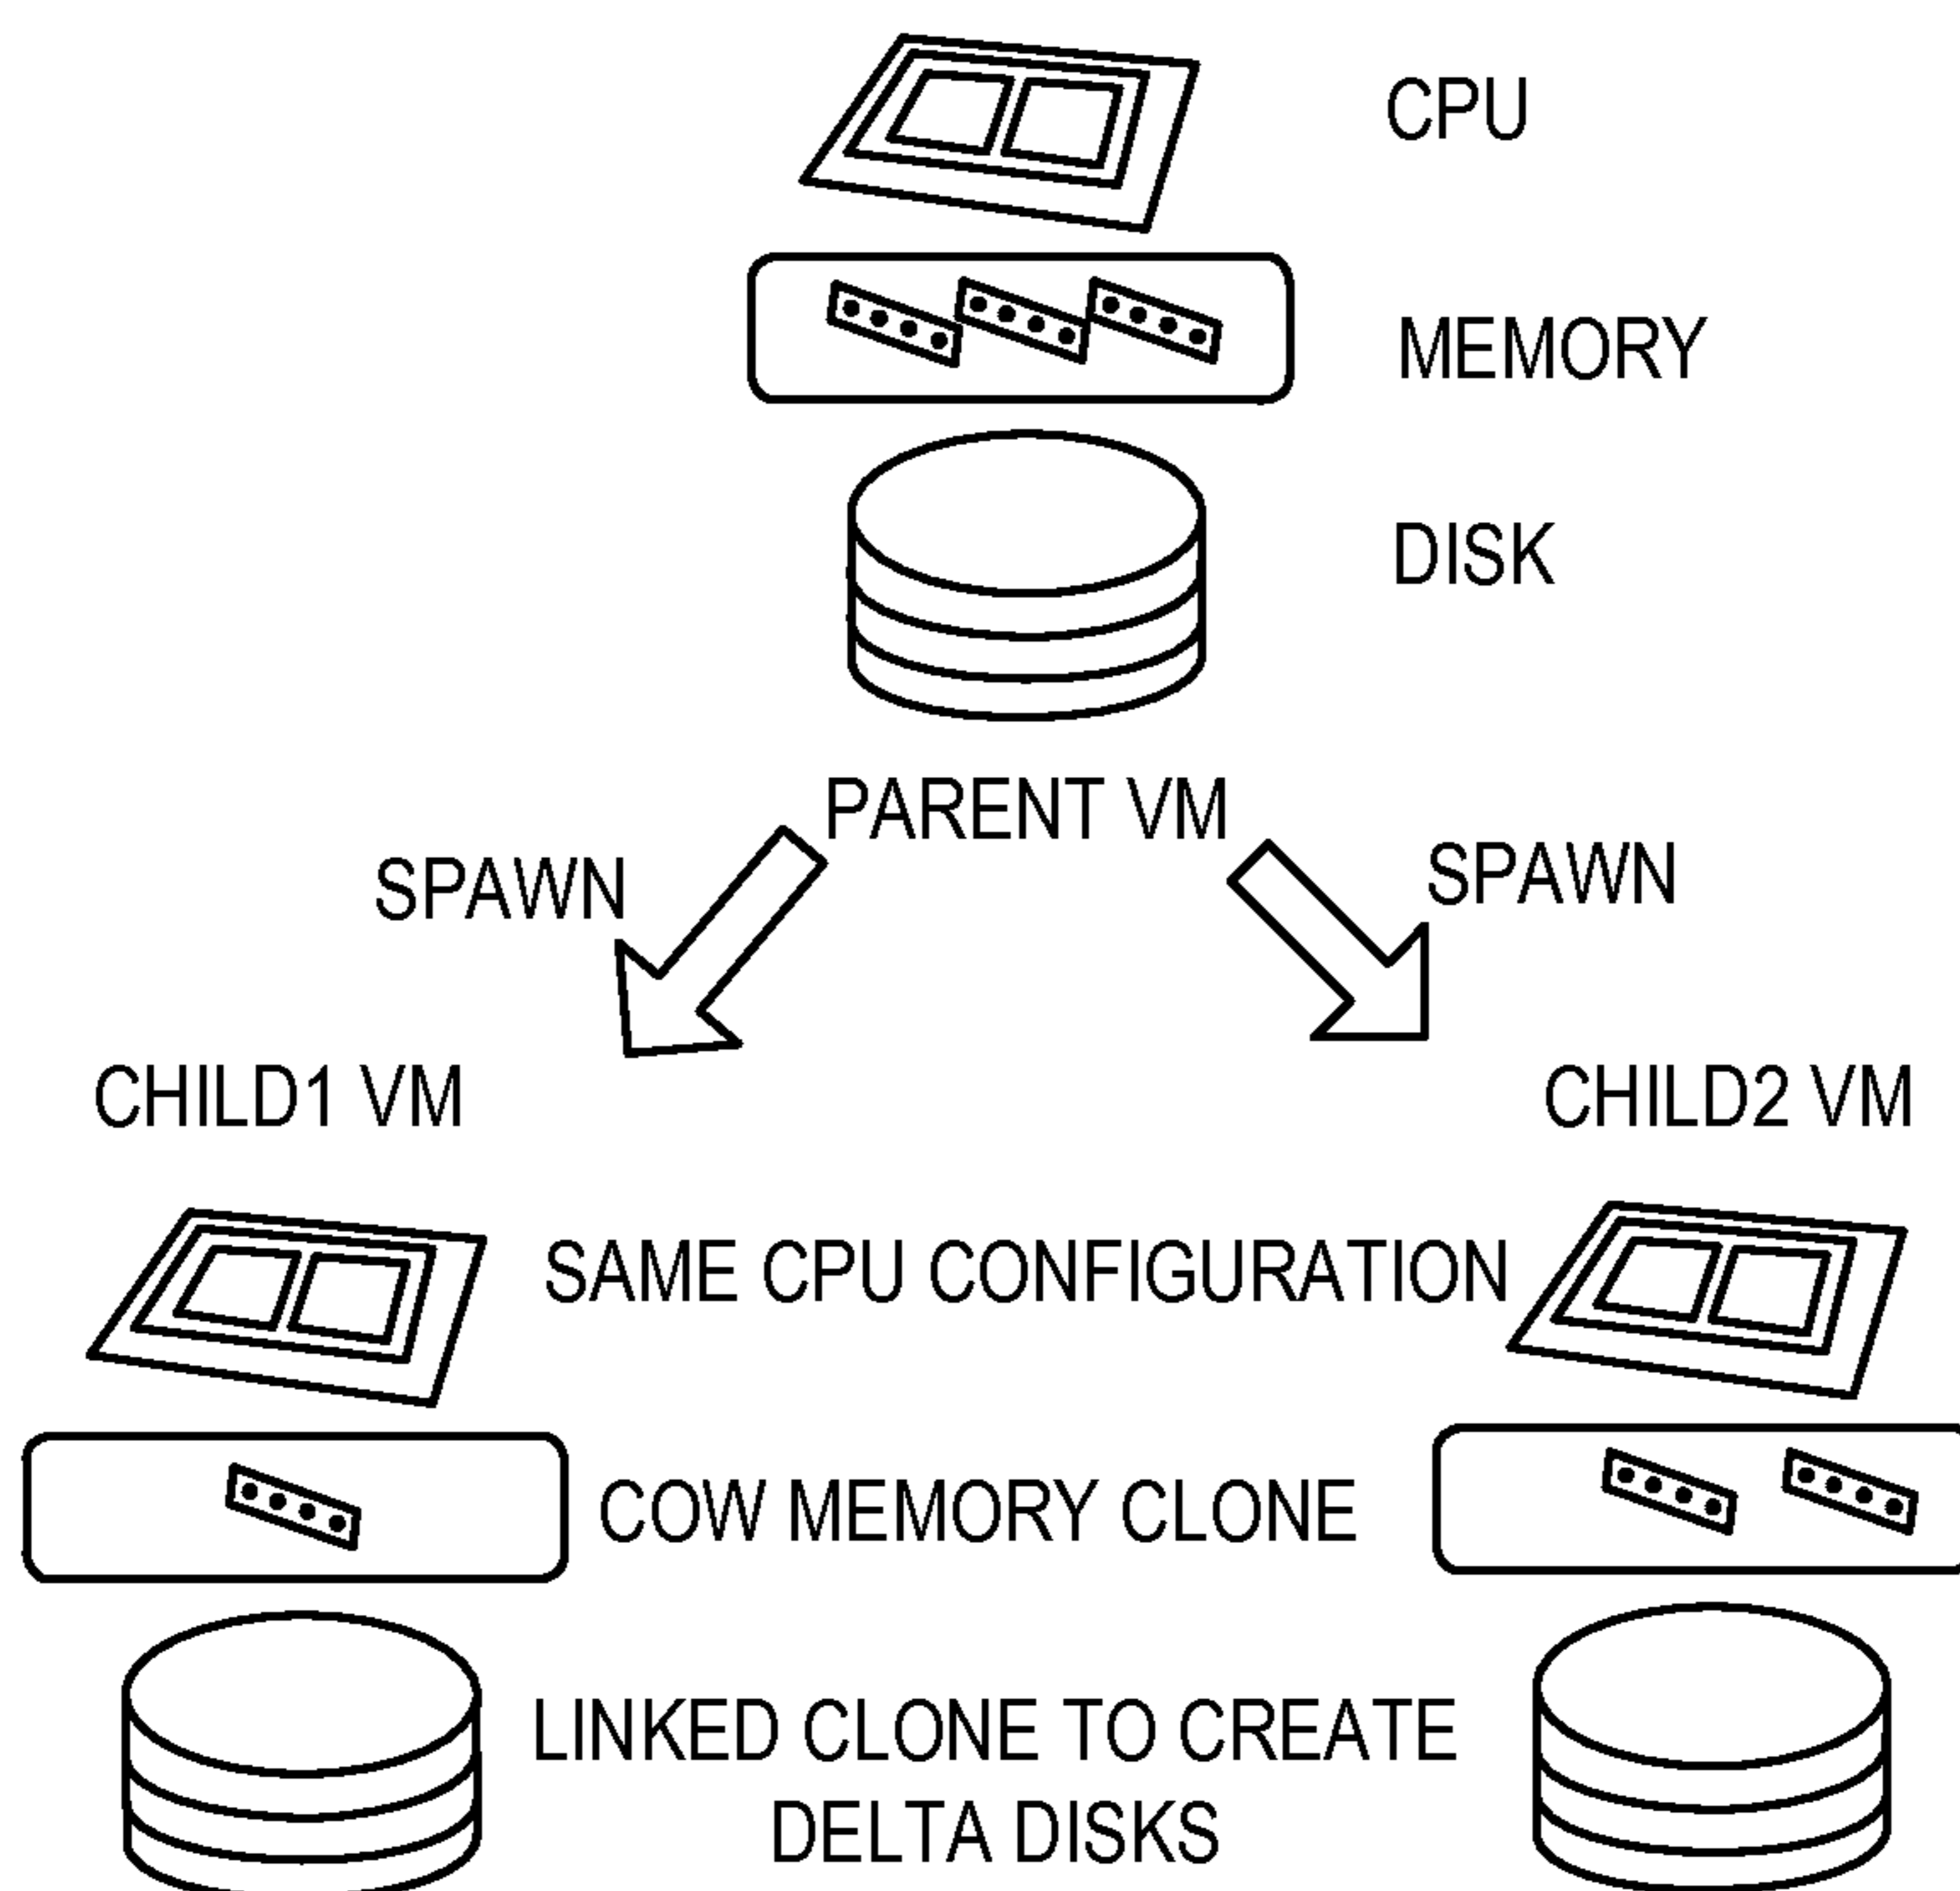 CPU
MEMORY
DISK
PARENT VM
SPAWN
SPAWN
CHILD1 VM
CHILD2 VM
SAME CPU CONFIGURATION
COW MEMORY CLONE
LINKED CLONE TO CREATE
DELTA DISKS